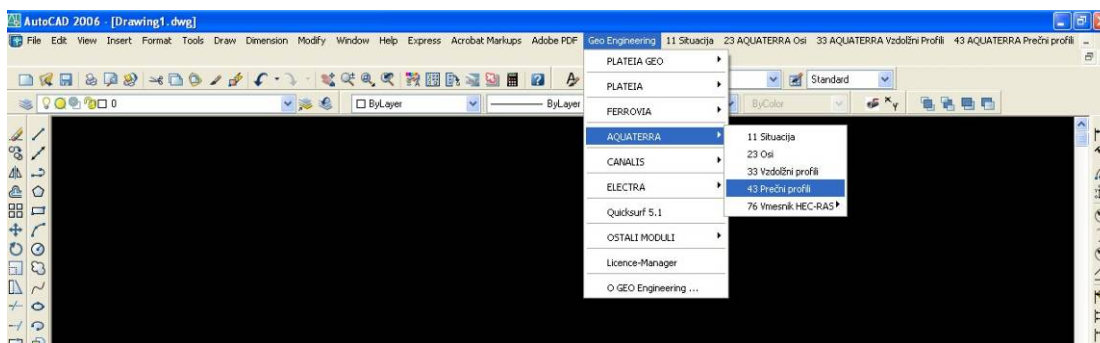 AutoCAD 2006 - [Drawing1.dwg]
File Edit View Insert Format Tools Draw Dimension Modify Window Help Express Acrobat Markups Adobe PDF Geo Engineering 11 Situacija 23 AQUATERRA Osi 33 AQUATERRA Vzdolžni Profili 43 AQUATERRA Prečni profili
Standard
0 ByLayer ByLayer ByColor
PLATEIA GEO
PLATEIA
FERROVIA
AQUATERRA
CANALIS
ELECTRA
Quicksurf 5.1
OSTALI MODULI
Licence-Manager
O GEO Engineering ...
11 Situacija
23 Osi
33 Vzdolžni profili
43 Prečni profili
76 Vmesnik HEC-RAS